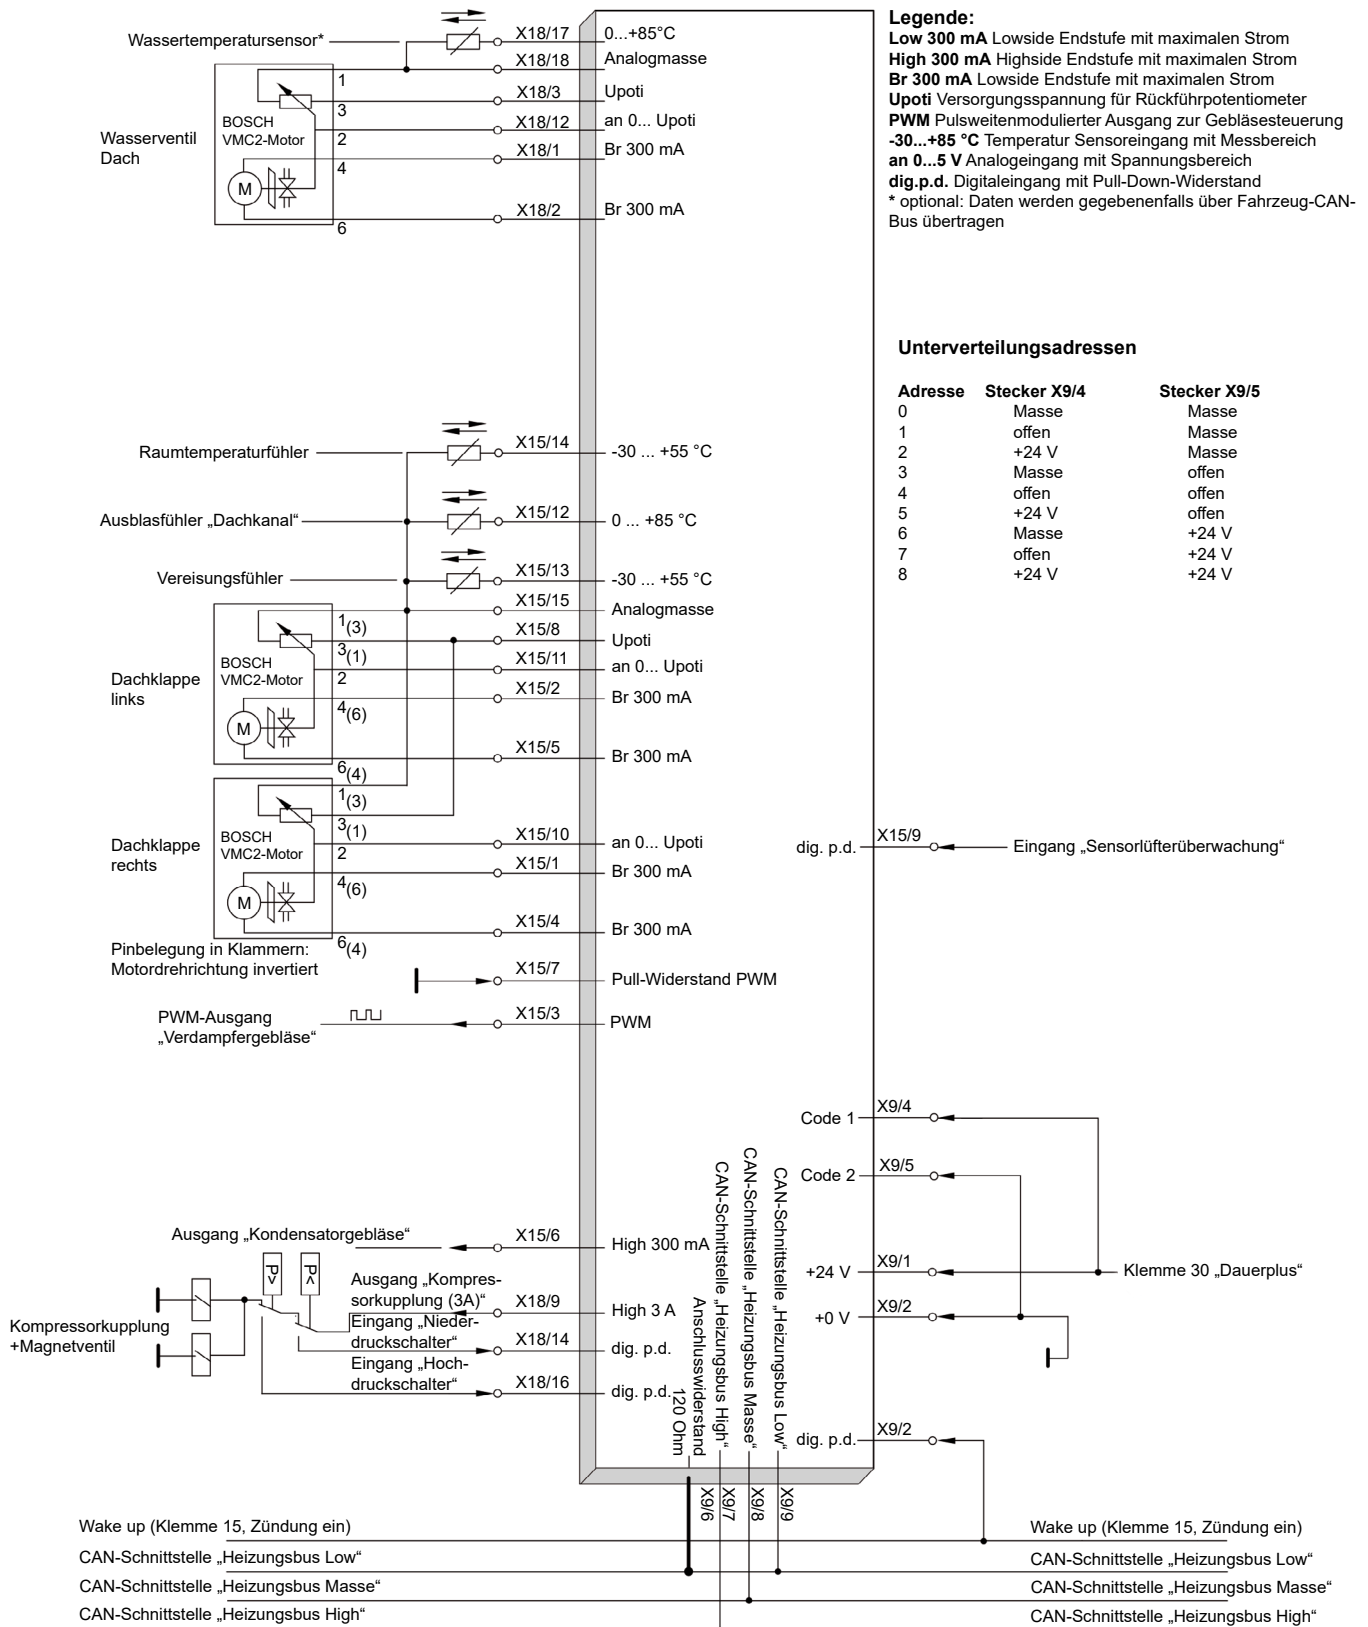 Wassertemperatursensor*
X18/17
0...+85°C
X18/18
Analogmasse
Wasserventil
Dach
BOSCH
VMC2-Motor
M
1
3
2
4
6
X18/3
Upoti
X18/12
an 0... Upoti
X18/1
Br 300 mA
X18/2
Br 300 mA
Legende:
Low 300 mA Lowside Endstufe mit maximalen Strom
High 300 mA Highside Endstufe mit maximalen Strom
Br 300 mA Lowside Endstufe mit maximalen Strom
Upoti Versorgungsspannung für Rückführpotentiometer
PWM Pulsweitenmodulierter Ausgang zur Gebläsesteuerung
-30...+85 °C Temperatur Sensoreingang mit Messbereich
an 0...5 V Analogeingang mit Spannungsbereich
dig.p.d. Digitaleingang mit Pull-Down-Widerstand
* optional: Daten werden gegebenenfalls über Fahrzeug-CAN-
Bus übertragen
Unterverteilungsadressen
Adresse Stecker X9/4 Stecker X9/5
0 Masse Masse
1 offen Masse
2 +24 V Masse
3 Masse offen
4 offen offen
5 +24 V offen
6 Masse +24 V
7 offen +24 V
8 +24 V +24 V
Raumtemperaturfühler
X15/14
-30 ... +55 °C
Ausblasfühler „Dachkanal“
X15/12
0 ... +85 °C
Vereisungsfühler
X15/13
-30 ... +55 °C
X15/15
Analogmasse
Dachklappe
links
BOSCH
VMC2-Motor
M
1(3)
3(1)
2
4(6)
6(4)
X15/8
Upoti
X15/11
an 0... Upoti
X15/2
Br 300 mA
X15/5
Br 300 mA
Dachklappe
rechts
BOSCH
VMC2-Motor
M
1(3)
3(1)
2
4(6)
6(4)
X15/10
an 0... Upoti
X15/1
Br 300 mA
X15/4
Br 300 mA
Pinbelegung in Klammern:
Motordrehrichtung invertiert
X15/7
Pull-Widerstand PWM
PWM-Ausgang
„Verdampfergebläse“
X15/3
PWM
dig. p.d.
X15/9
Eingang „Sensorlüfterüberwachung“
Code 1
X9/4
Code 2
X9/5
+24 V
X9/1
Klemme 30 „Dauerplus“
+0 V
X9/2
dig. p.d.
X9/2
Ausgang „Kondensatorgebläse“
X15/6
High 300 mA
P>
P<
Kompressorkupplung
+Magnetventil
Ausgang „Kompres-
sorkupplung (3A)“
X18/9
High 3 A
Eingang „Nieder-
druckschalter“
X18/14
dig. p.d.
Eingang „Hoch-
druckschalter“
X18/16
dig. p.d.
Anschlusswiderstand
120 Ohm
CAN-Schnittstelle „Heizungsbus High“
CAN-Schnittstelle „Heizungsbus Masse“
CAN-Schnittstelle „Heizungsbus Low“
X9/6
X9/7
X9/8
X9/9
Wake up (Klemme 15, Zündung ein)
CAN-Schnittstelle „Heizungsbus Low“
CAN-Schnittstelle „Heizungsbus Masse“
CAN-Schnittstelle „Heizungsbus High“
Wake up (Klemme 15, Zündung ein)
CAN-Schnittstelle „Heizungsbus Low“
CAN-Schnittstelle „Heizungsbus Masse“
CAN-Schnittstelle „Heizungsbus High“